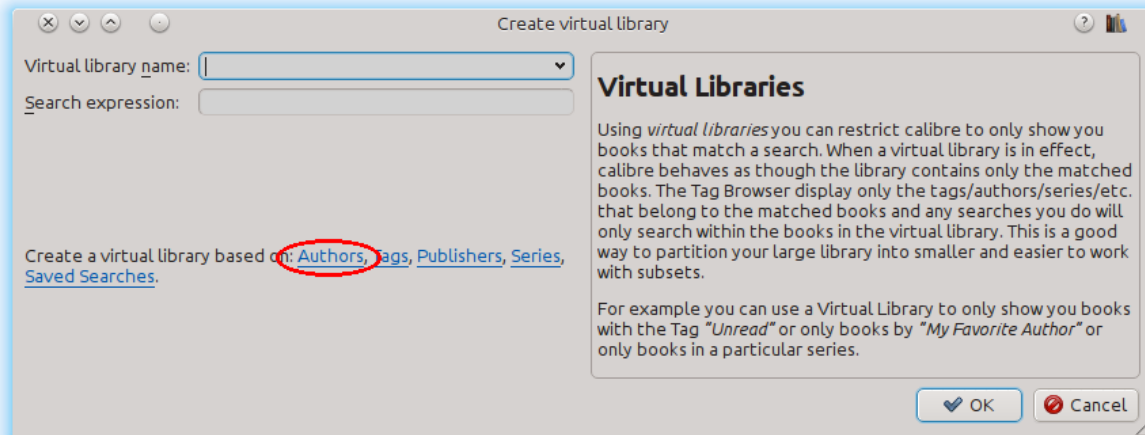 Create virtual library
Virtual library name:
Search expression:
Create a virtual library based on: Authors, Tags, Publishers, Series,
Saved Searches.
Virtual Libraries
Using virtual libraries you can restrict calibre to only show you
books that match a search. When a virtual library is in effect,
calibre behaves as though the library contains only the matched
books. The Tag Browser display only the tags/authors/series/etc.
that belong to the matched books and any searches you do will
only search within the books in the virtual library. This is a good
way to partition your large library into smaller and easier to work
with subsets.
For example you can use a Virtual Library to only show you books
with the Tag "Unread" or only books by "My Favorite Author" or
only books in a particular series.
OK
Cancel